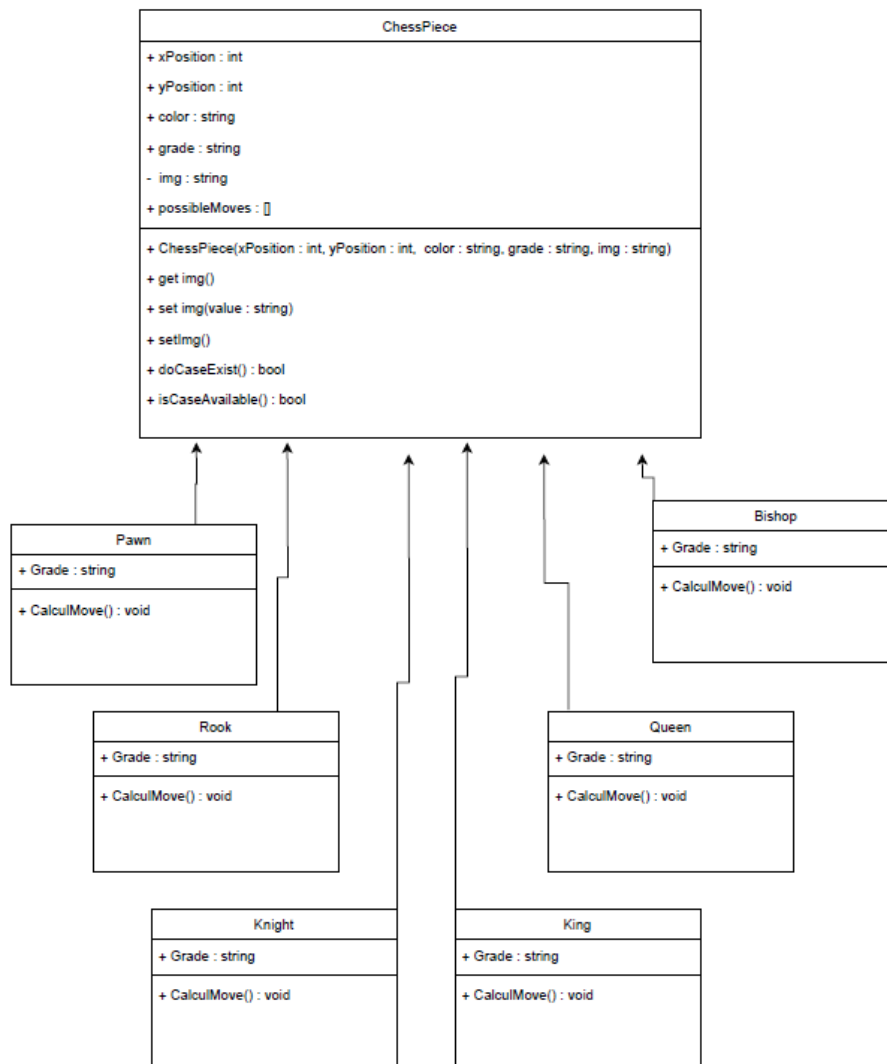 ChessPiece
+ xPosition : int
+ yPosition : int
+ color : string
+ grade : string
- img : string
+ possibleMoves : []
+ ChessPiece(xPosition : int, yPosition : int, color : string, grade : string, img : string)
+ get img()
+ set img(value : string)
+ setImg()
+ doCaseExist() : bool
+ isCaseAvailable() : bool
Pawn
+ Grade : string
+ CalculMove() : void
Bishop
+ Grade : string
+ CalculMove() : void
Rook
+ Grade : string
+ CalculMove() : void
Queen
+ Grade : string
+ CalculMove() : void
Knight
+ Grade : string
+ CalculMove() : void
King
+ Grade : string
+ CalculMove() : void